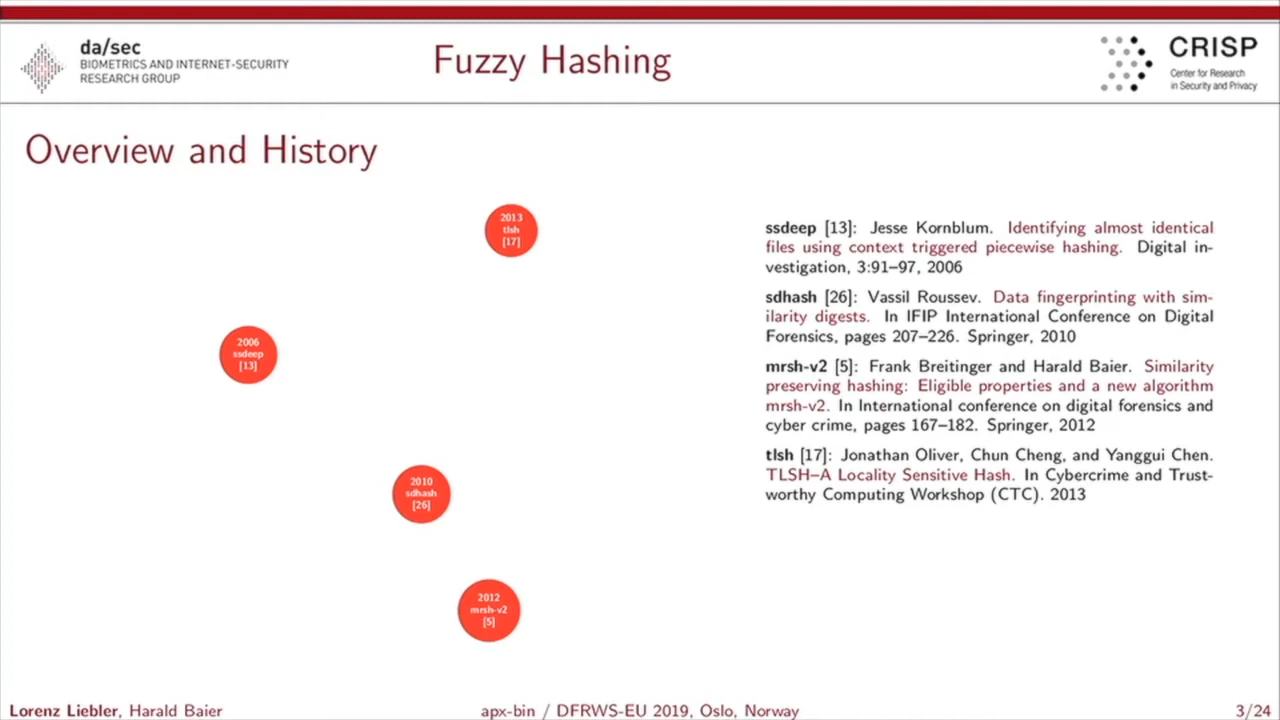 da/sec
BIOMETRICS AND INTERNET-SECURITY
RESEARCH GROUP
Fuzzy Hashing
CRISP
Center for Research
in Security and Privacy
Overview and History
2013
tlsh
[17]
2006
ssdeep
[13]
2010
sdhash
[26]
2012
mrsh-v2
[5]
ssdeep [13]: Jesse Kornblum. Identifying almost identical
files using context triggered piecewise hashing. Digital in-
vestigation, 3:91–97, 2006
sdhash [26]: Vassil Roussev. Data fingerprinting with sim-
ilarity digests. In IFIP International Conference on Digital
Forensics, pages 207–226. Springer, 2010
mrsh-v2 [5]: Frank Breitinger and Harald Baier. Similarity
preserving hashing: Eligible properties and a new algorithm
mrsh-v2. In International conference on digital forensics and
cyber crime, pages 167–182. Springer, 2012
tlsh [17]: Jonathan Oliver, Chun Cheng, and Yanggui Chen.
TLSH–A Locality Sensitive Hash. In Cybercrime and Trust-
worthy Computing Workshop (CTC). 2013
Lorenz Liebler, Harald Baier
apx-bin / DFRWS-EU 2019, Oslo, Norway
3/24